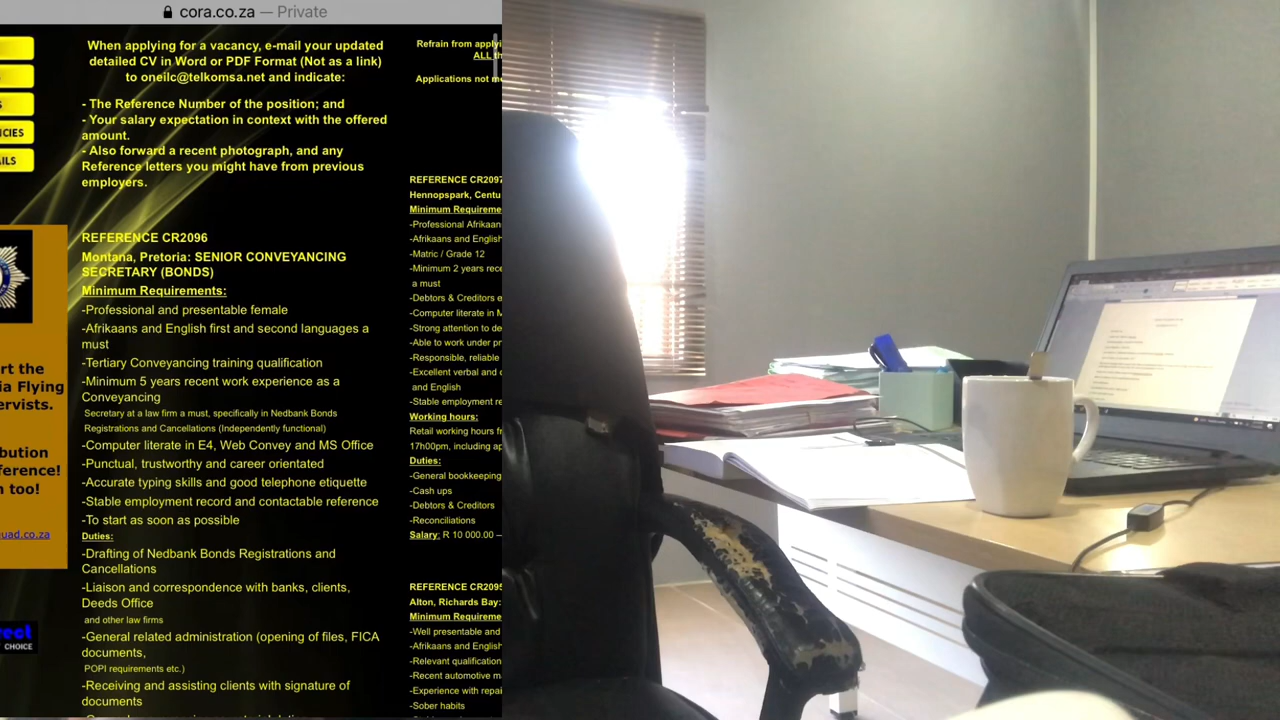 cora.co.za — Private
CIES
AILS
When applying for a vacancy, e-mail your updated
detailed CV in Word or PDF Format (Not as a link)
to oneilc@telkomsa.net and indicate:
- The Reference Number of the position; and
- Your salary expectation in context with the offered
amount.
- Also forward a recent photograph, and any
Reference letters you might have from previous
employers.
REFERENCE CR2096
Montana, Pretoria: SENIOR CONVEYANCING
SECRETARY (BONDS)
Minimum Requirements:
-Professional and presentable female
-Afrikaans and English first and second languages a
must
-Tertiary Conveyancing training qualification
-Minimum 5 years recent work experience as a
Conveyancing
Secretary at a law firm a must, specifically in Nedbank Bonds
Registrations and Cancellations (Independently functional)
-Computer literate in E4, Web Convey and MS Office
-Punctual, trustworthy and career orientated
-Accurate typing skills and good telephone etiquette
-Stable employment record and contactable reference
-To start as soon as possible
Duties:
-Drafting of Nedbank Bonds Registrations and
Cancellations
-Liaison and correspondence with banks, clients,
Deeds Office
and other law firms
-General related administration (opening of files, FICA
documents,
POPI requirements etc.)
-Receiving and assisting clients with signature of
documents
rt the
ia Flying
ervists.
bution
ference!
n too!
uad.co.za
rect
CHOICE
Refrain from applyi
ALL th
Applications not me
REFERENCE CR2097
Hennopspark, Centu
Minimum Requireme
-Professional Afrikaan
-Afrikaans and English
-Matric / Grade 12
-Minimum 2 years rece
a must
-Debtors & Creditors e
-Computer literate in M
-Strong attention to de
-Able to work under pr
-Responsible, reliable
-Excellent verbal and c
and English
-Stable employment re
Working hours:
Retail working hours fr
17h00pm, including ap
Duties:
-General bookkeeping
-Cash ups
-Debtors & Creditors
-Reconciliations
Salary: R 10 000.00 –
REFERENCE CR2095
Alton, Richards Bay:
Minimum Requireme
-Well presentable and
-Afrikaans and English
-Relevant qualification
-Recent automotive m
-Experience with repai
-Sober habits